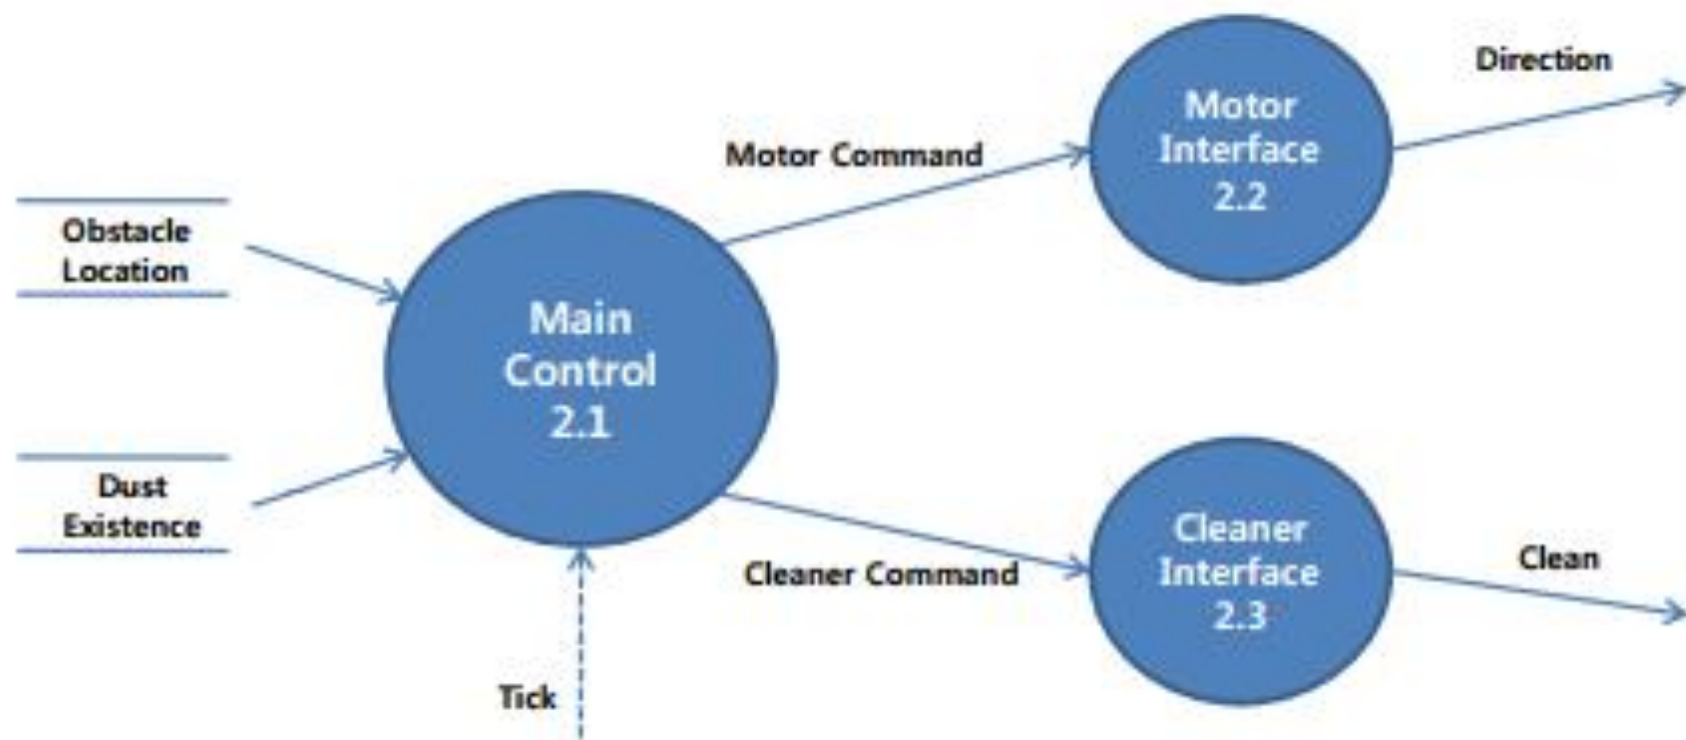 Direction
Motor
Interface
2.2
Motor Command
Obstacle
Location
Main
Control
2.1
Dust
Existence
Cleaner
Interface
2.3
Clean
Cleaner Command
Tick